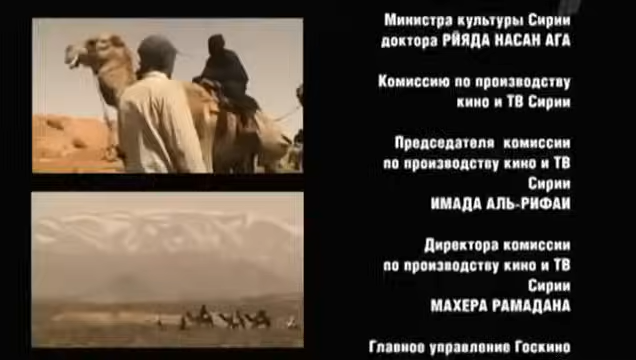 Министра культуры Сирии
доктора РИЯДА НАСАН АГА
Комиссию по производству
кино и ТВ Сирии
Председателя комиссии
по производству кино и ТВ
Сирии
ИМАДА АЛЬ-РИФАИ
Директора комиссии
по производству кино и ТВ
Сирии
МАХЕРА РАМАДАНА
Главное управление Госкино